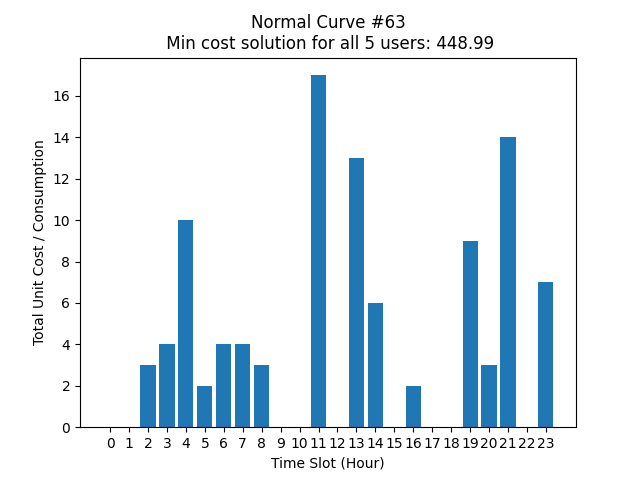 Normal Curve #63
Min cost solution for all 5 users: 448.99
Total Unit Cost / Consumption
16
14
12
10
8
6
4
2
0
0 1 2 3 4 5 6 7 8 9 10 11 12 13 14 15 16 17 18 19 20 21 22 23
Time Slot (Hour)